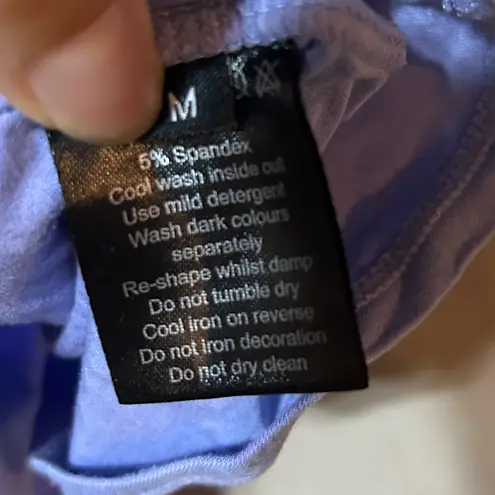 M
5% Spandex
Cool wash inside out
Use mild detergent
Wash dark colours
separately
Re-shape whilst damp
Do not tumble dry
Cool iron on reverse
Do not iron decoration
Do not dry clean